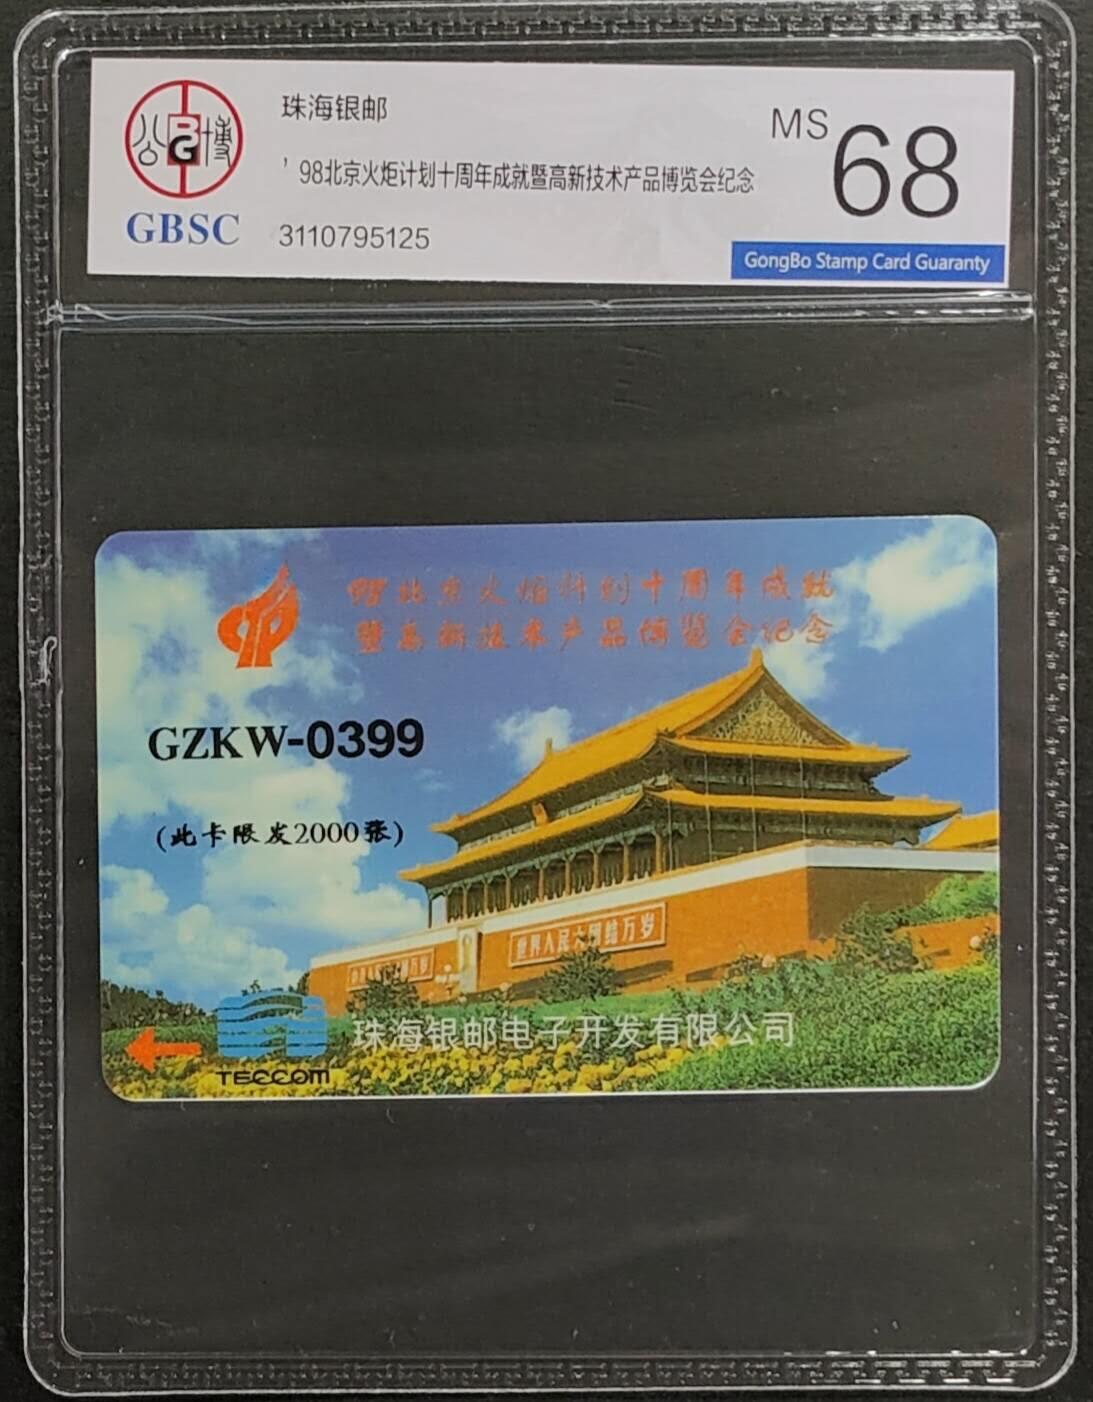 珠海银邮
MS 68
公 博
PG
'98北京火炬计划十周年成就暨高新技术产品博览会纪念
GBSC
3110795125
GongBo Stamp Card Guaranty
98北京火炬计划十周年成就
暨高新技术产品博览会纪念
GZKW-0399
(此卡限发2000张)
世界人民大团结万岁
珠海银邮电子开发有限公司
TECCOM